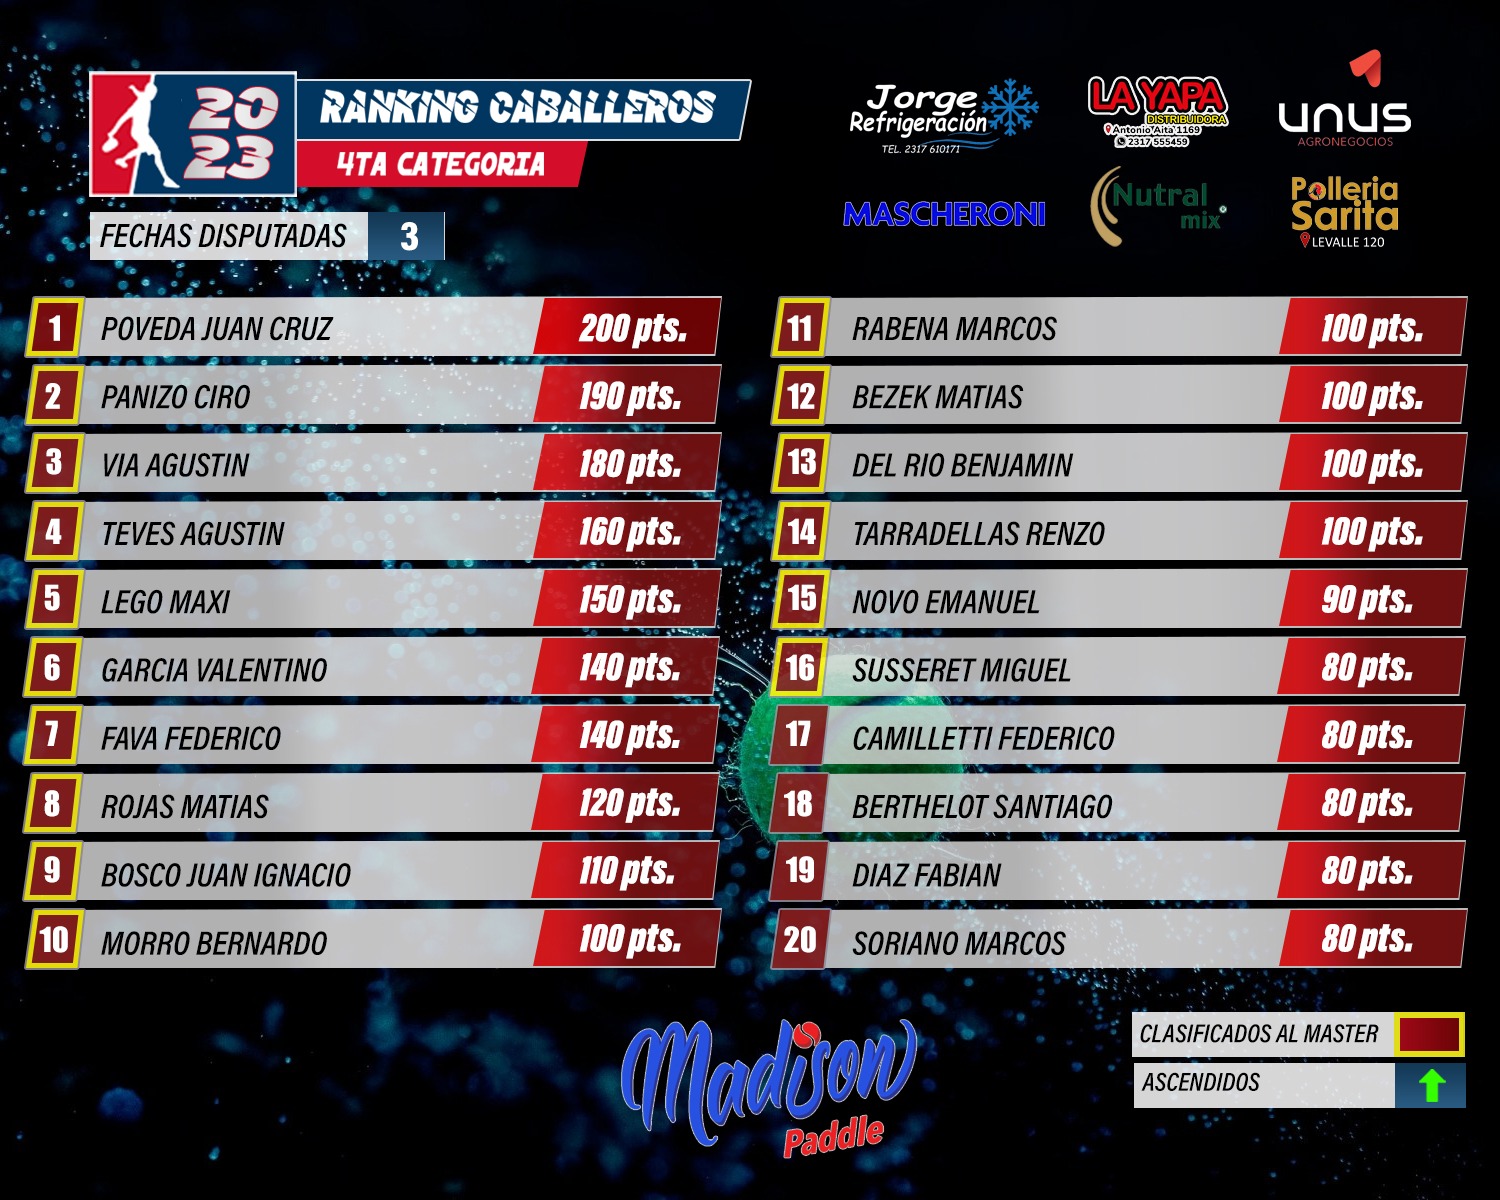 2023
RANKING CABALLEROS
4TA CATEGORIA
FECHAS DISPUTADAS 3
Jorge
Refrigeración
TEL. 2317 610171
LA YAPA
DISTRIBUIDORA
Antonio Aita 1169
2317 555459
unus
AGRONEGOCIOS
MASCHERONI
Nutral
mix
Polleria
Sarita
LEVALLE 120
1 POVEDA JUAN CRUZ 200 pts.
2 PANIZO CIRO 190 pts.
3 VIA AGUSTIN 180 pts.
4 TEVES AGUSTIN 160 pts.
5 LEGO MAXI 150 pts.
6 GARCIA VALENTINO 140 pts.
7 FAVA FEDERICO 140 pts.
8 ROJAS MATIAS 120 pts.
9 BOSCO JUAN IGNACIO 110 pts.
10 MORRO BERNARDO 100 pts.
11 RABENA MARCOS 100 pts.
12 BEZEK MATIAS 100 pts.
13 DEL RIO BENJAMIN 100 pts.
14 TARRADELLAS RENZO 100 pts.
15 NOVO EMANUEL 90 pts.
16 SUSSERET MIGUEL 80 pts.
17 CAMILLETTI FEDERICO 80 pts.
18 BERTHELOT SANTIAGO 80 pts.
19 DIAZ FABIAN 80 pts.
20 SORIANO MARCOS 80 pts.
Madison
Paddle
CLASIFICADOS AL MASTER
ASCENDIDOS